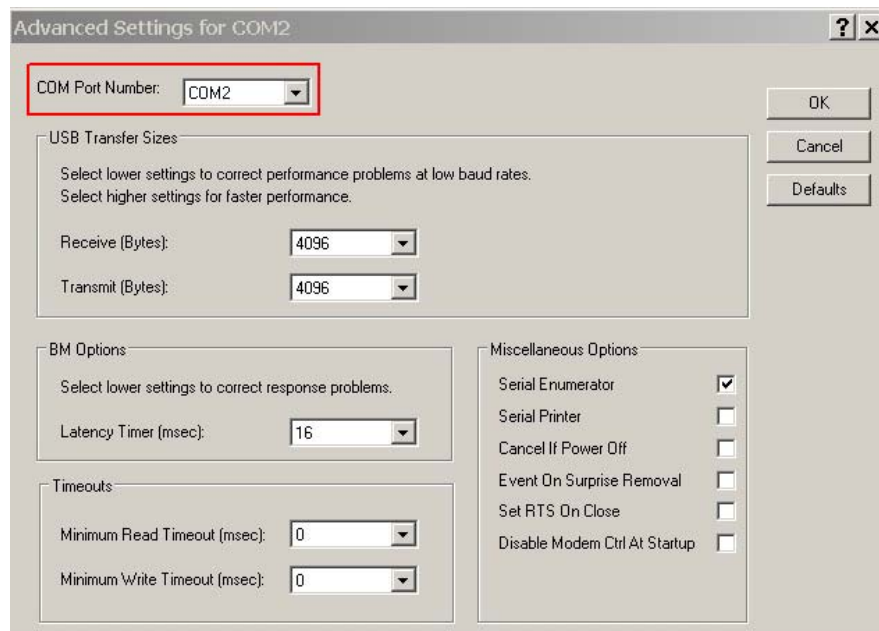 Advanced Settings for COM2
COM Port Number: COM2
OK
Cancel
Defaults
USB Transfer Sizes
Select lower settings to correct performance problems at low baud rates.
Select higher settings for faster performance.
Receive (Bytes): 4096
Transmit (Bytes): 4096
BM Options
Select lower settings to correct response problems.
Latency Timer (msec): 16
Timeouts
Minimum Read Timeout (msec): 0
Minimum Write Timeout (msec): 0
Miscellaneous Options
Serial Enumerator
Serial Printer
Cancel If Power Off
Event On Surprise Removal
Set RTS On Close
Disable Modem Ctrl At Startup